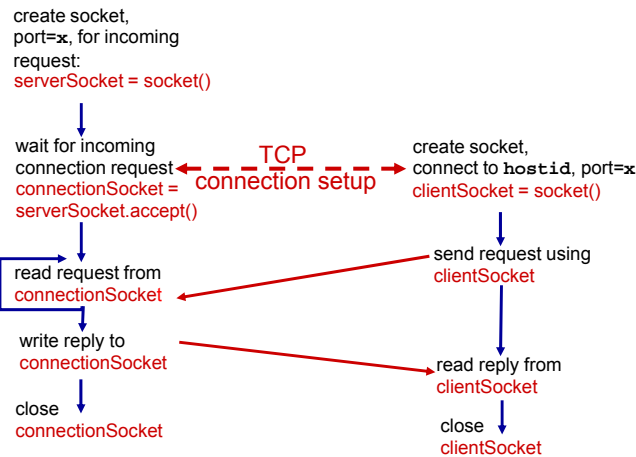 create socket,
port=x, for incoming
request:
serverSocket = socket()
wait for incoming
connection request
connectionSocket =
serverSocket.accept()
TCP
connection setup
create socket,
connect to hostid, port=x
clientSocket = socket()
read request from
connectionSocket
send request using
clientSocket
write reply to
connectionSocket
read reply from
clientSocket
close
connectionSocket
close
clientSocket